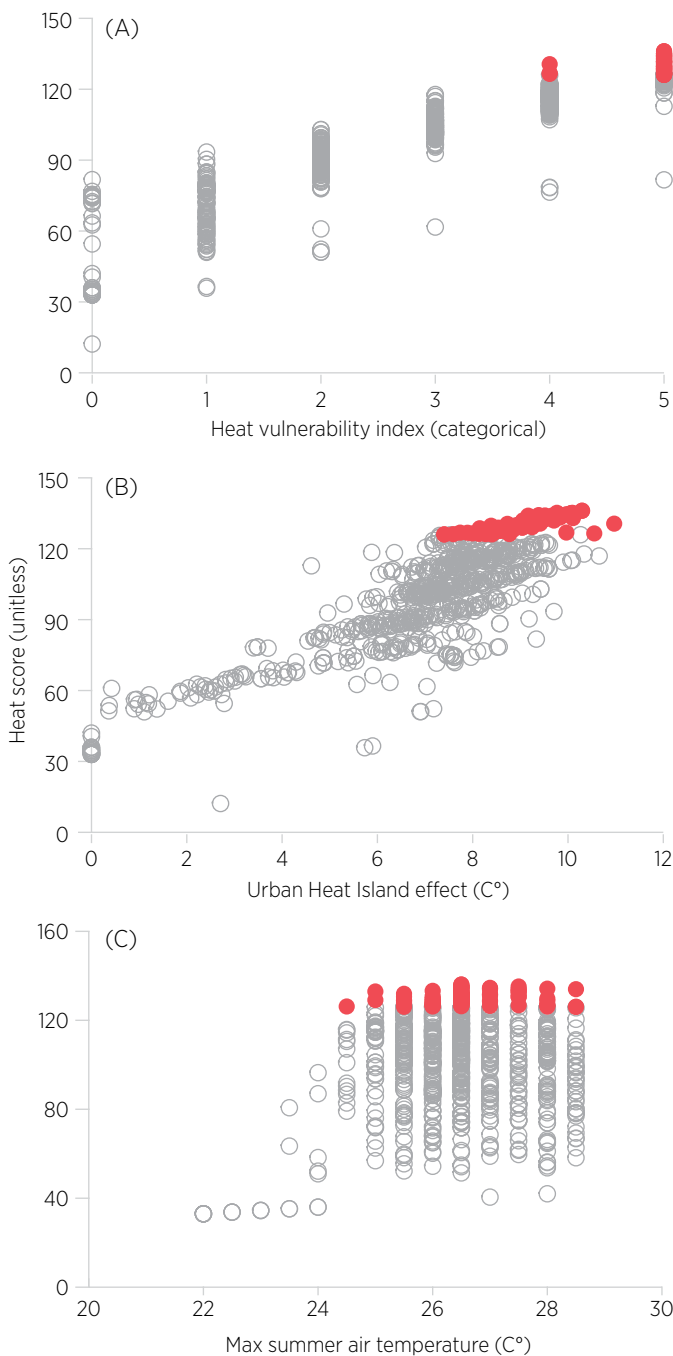 (A)
150
120
90
60
30
0
0 1 2 3 4 5
Heat vulnerability index (categorical)
(B)
Heat score (unitless)
150
120
90
60
30
0
0 2 4 6 8 10 12
Urban Heat Island effect (C°)
(C)
160
120
80
40
0
20 22 24 26 28 30
Max summer air temperature (C°)